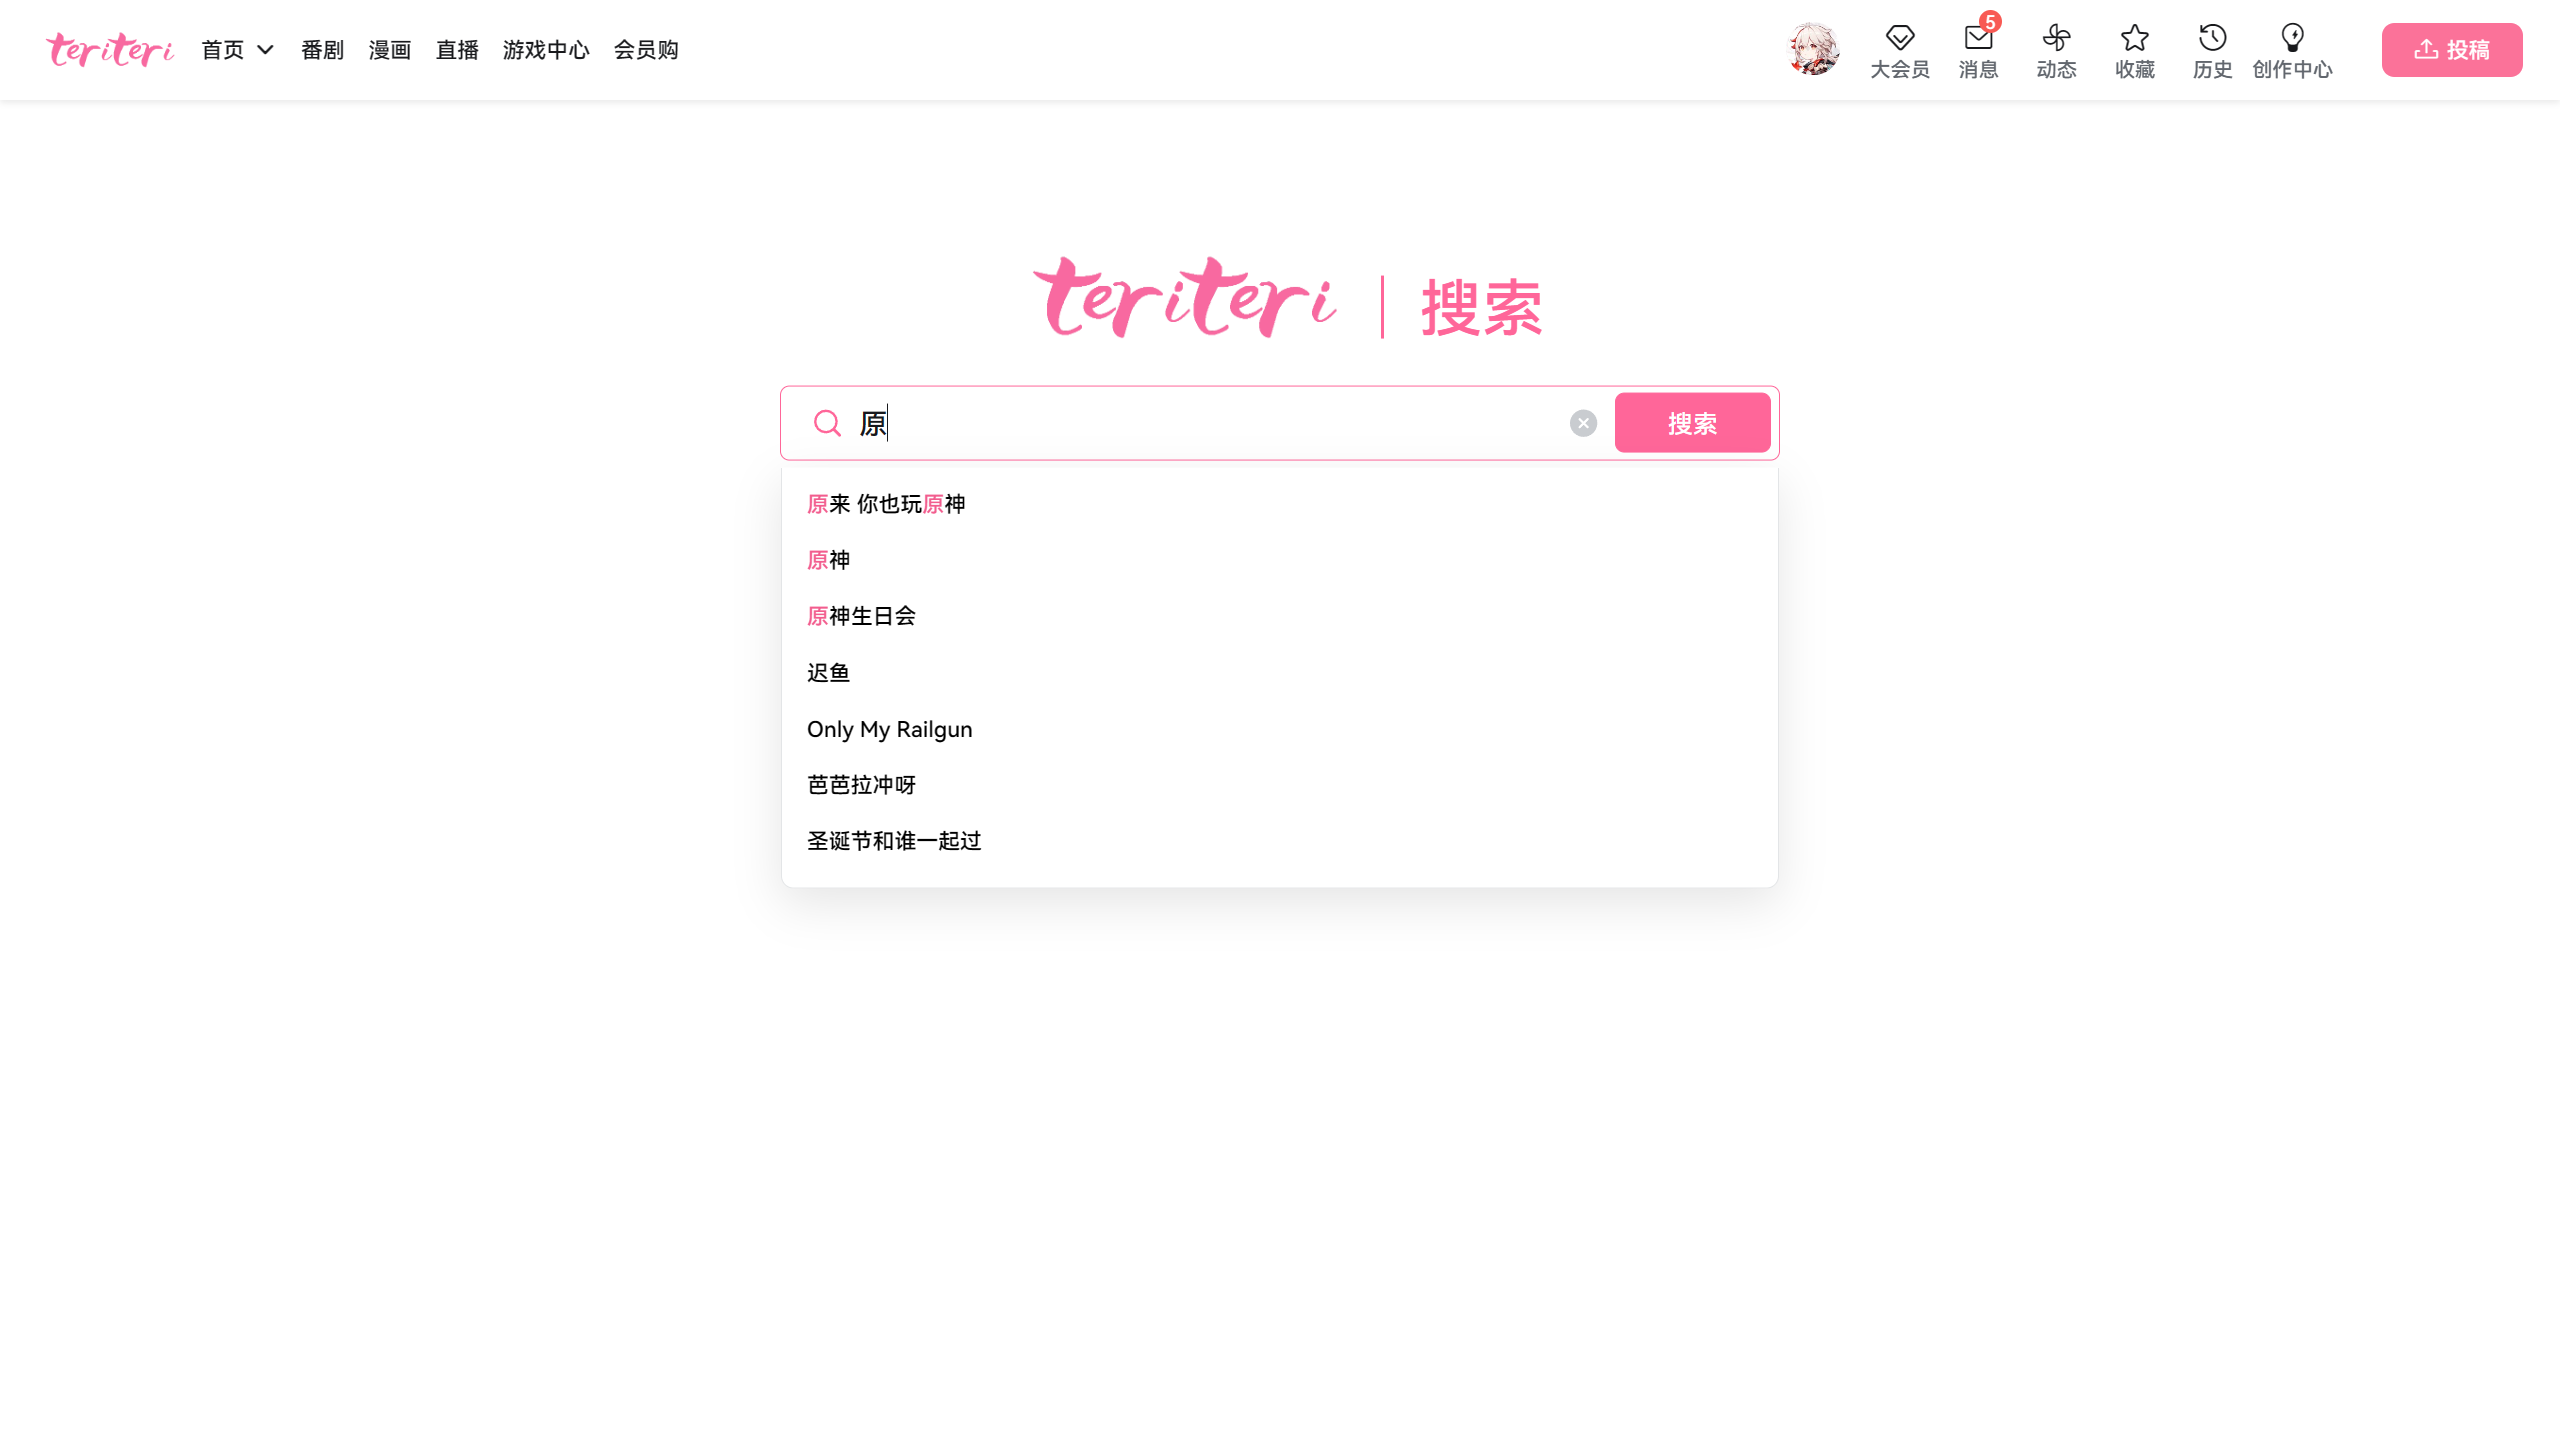 teriteri 首页 番剧 漫画 直播 游戏中心 会员购 大会员 5 消息 动态 收藏 历史 创作中心 投稿
teriteri | 搜索
原 搜索
原来 你也玩原神
原神
原神生日会
迟鱼
Only My Railgun
芭芭拉冲呀
圣诞节和谁一起过